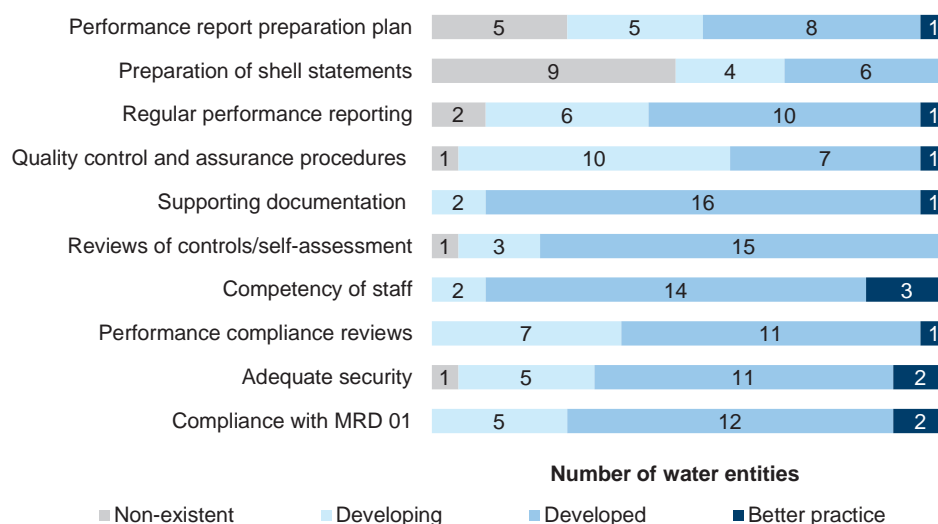 Performance report preparation plan 5 5 8 1
Preparation of shell statements 9 4 6
Regular performance reporting 2 6 10 1
Quality control and assurance procedures 1 10 7 1
Supporting documentation 2 16 1
Reviews of controls/self-assessment 1 3 15
Competency of staff 2 14 3
Performance compliance reviews 7 11 1
Adequate security 1 5 11 2
Compliance with MRD 01 5 12 2
Number of water entities
Non-existent Developing Developed Better practice